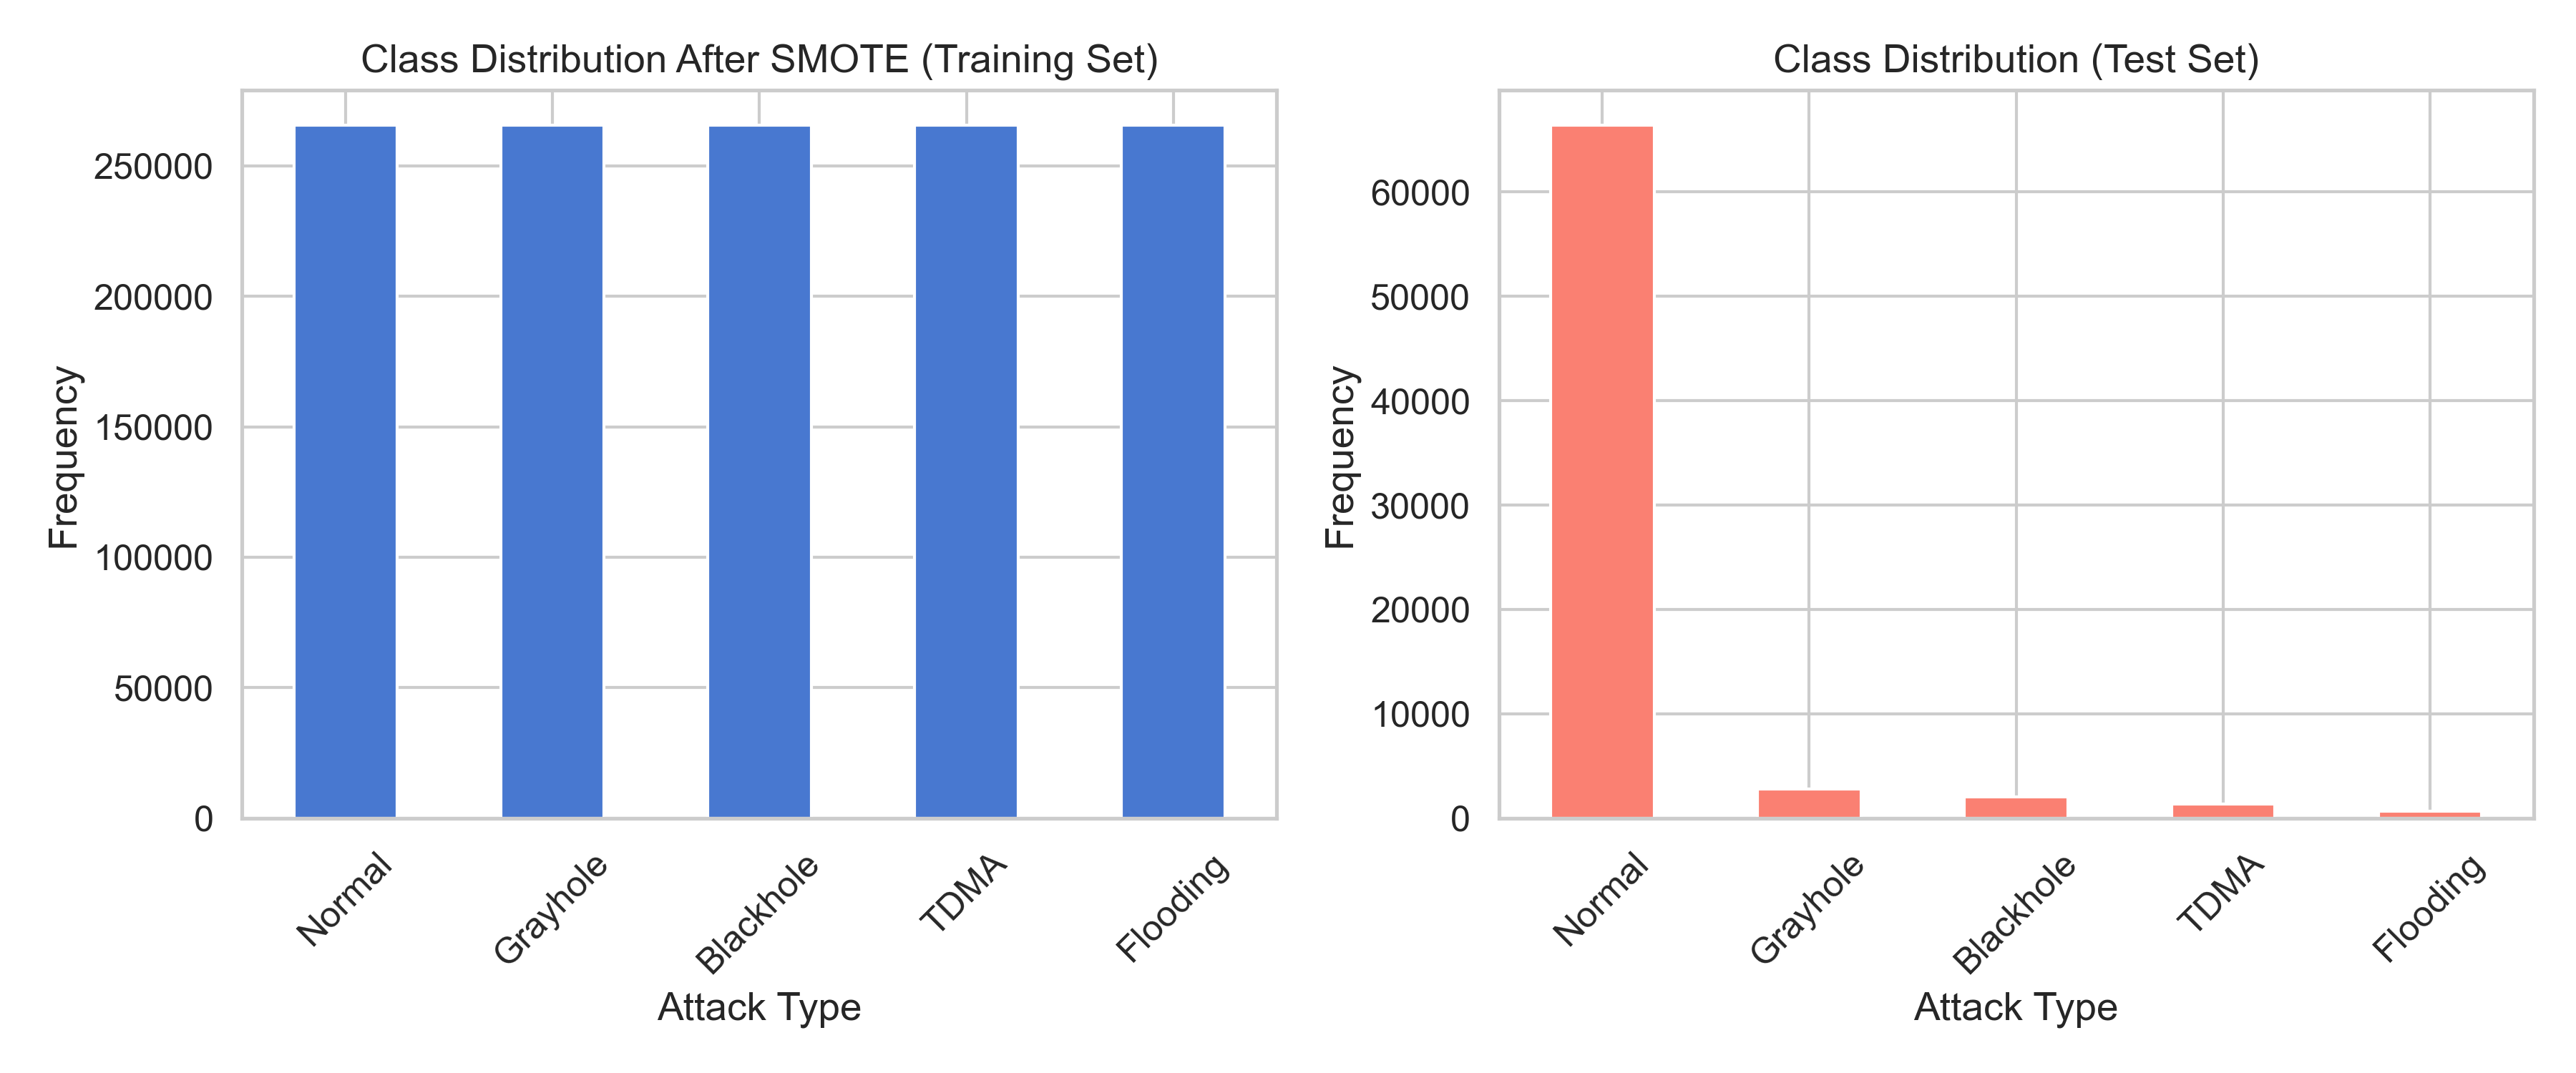 Class Distribution After SMOTE (Training Set)
Frequency
250000
200000
150000
100000
50000
0
Normal
Grayhole
Blackhole
TDMA
Flooding
Attack Type
Class Distribution (Test Set)
Frequency
60000
50000
40000
30000
20000
10000
0
Normal
Grayhole
Blackhole
TDMA
Flooding
Attack Type